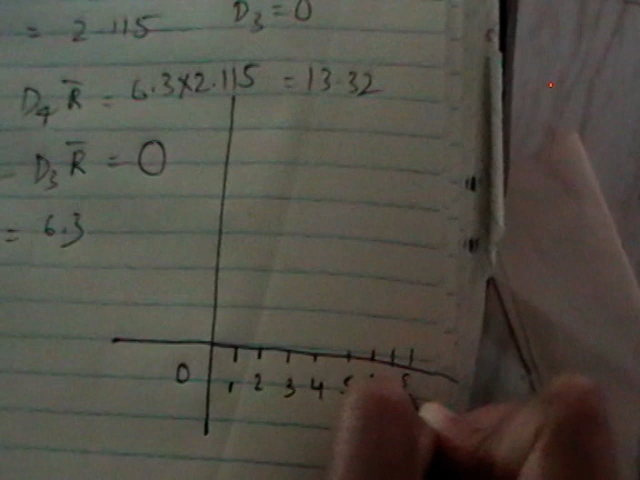 = 2.115 D₃ = 0
D₄ R̄ = 6.3×2.115 = 13.32
D₃ R̄ = 0
= 6.3
0 1 2 3 4 5